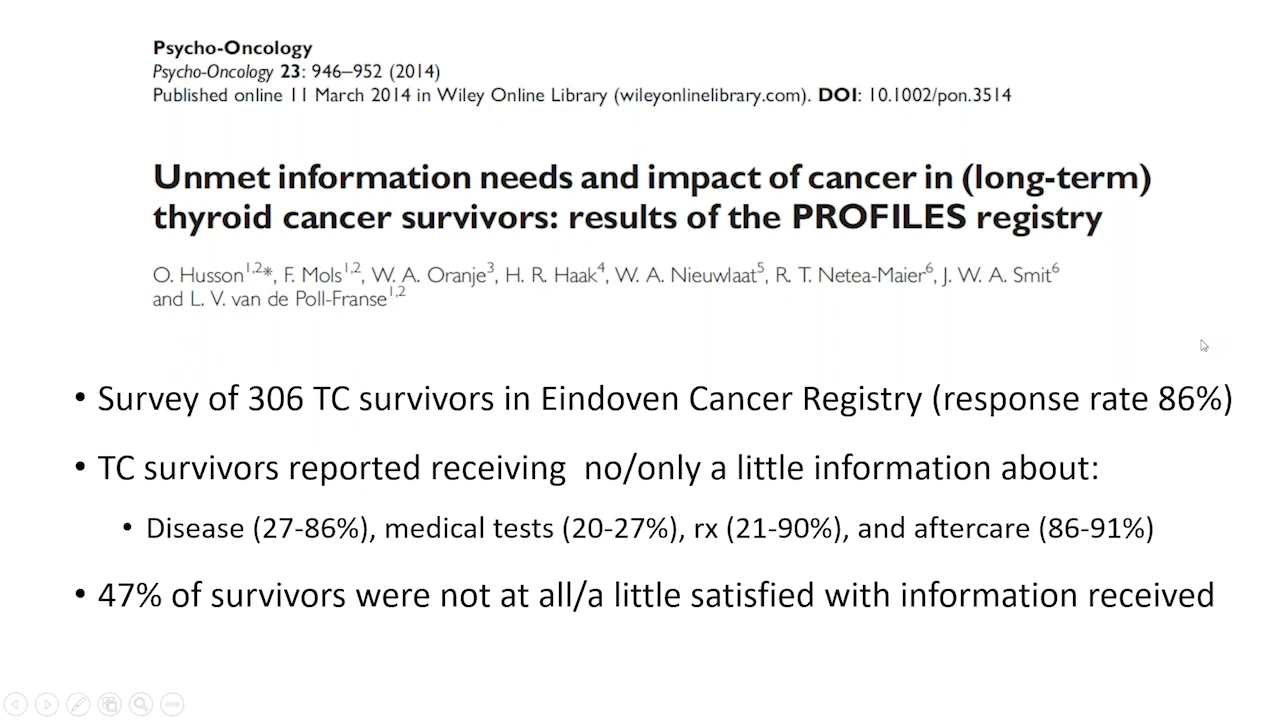 Psycho-Oncology
Psycho-Oncology 23: 946–952 (2014)
Published online 11 March 2014 in Wiley Online Library (wileyonlinelibrary.com). DOI: 10.1002/pon.3514
Unmet information needs and impact of cancer in (long-term)
thyroid cancer survivors: results of the PROFILES registry
O. Husson1,2*, F. Mols1,2, W. A. Oranje3, H. R. Haak4, W. A. Nieuwlaat5, R. T. Netea-Maier6, J. W. A. Smit6
and L. V. van de Poll-Franse1,2
• Survey of 306 TC survivors in Eindoven Cancer Registry (response rate 86%)
• TC survivors reported receiving  no/only a little information about:
• Disease (27-86%), medical tests (20-27%), rx (21-90%), and aftercare (86-91%)
• 47% of survivors were not at all/a little satisfied with information received